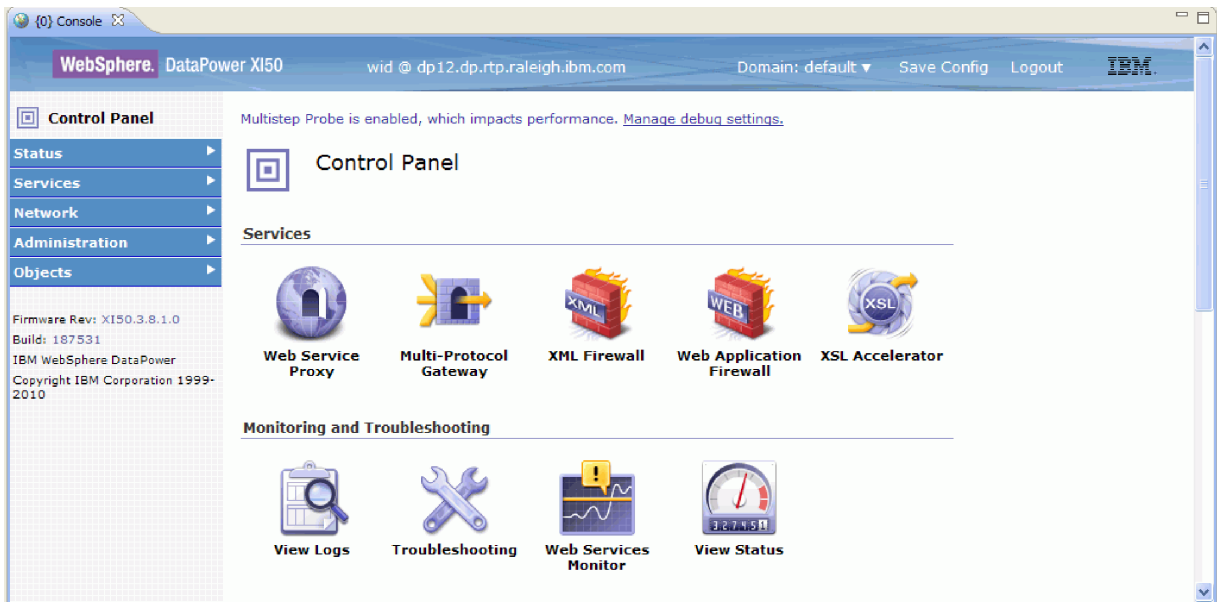 {0} Console
WebSphere. DataPower XI50
wid @ dp12.dp.rtp.raleigh.ibm.com
Domain: default
Save Config
Logout
IBM.
Control Panel
Status
Services
Network
Administration
Objects
Firmware Rev: XI50.3.8.1.0
Build: 187531
IBM WebSphere DataPower
Copyright IBM Corporation 1999-
2010
Multistep Probe is enabled, which impacts performance. Manage debug settings.
Control Panel
Services
XML
WEB
XSL
Web Service
Proxy
Multi-Protocol
Gateway
XML Firewall
Web Application
Firewall
XSL Accelerator
Monitoring and Troubleshooting
!
View Logs
Troubleshooting
Web Services
Monitor
View Status